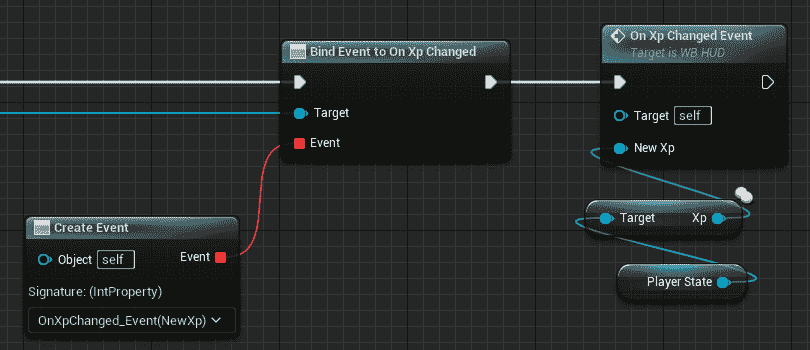 Bind Event to On Xp Changed
Target
Event
On Xp Changed Event
Target is WB HUD
Target self
New Xp
Target Xp
Player State
Create Event
Object self Event
Signature: (IntProperty)
OnXpChanged_Event(NewXp)